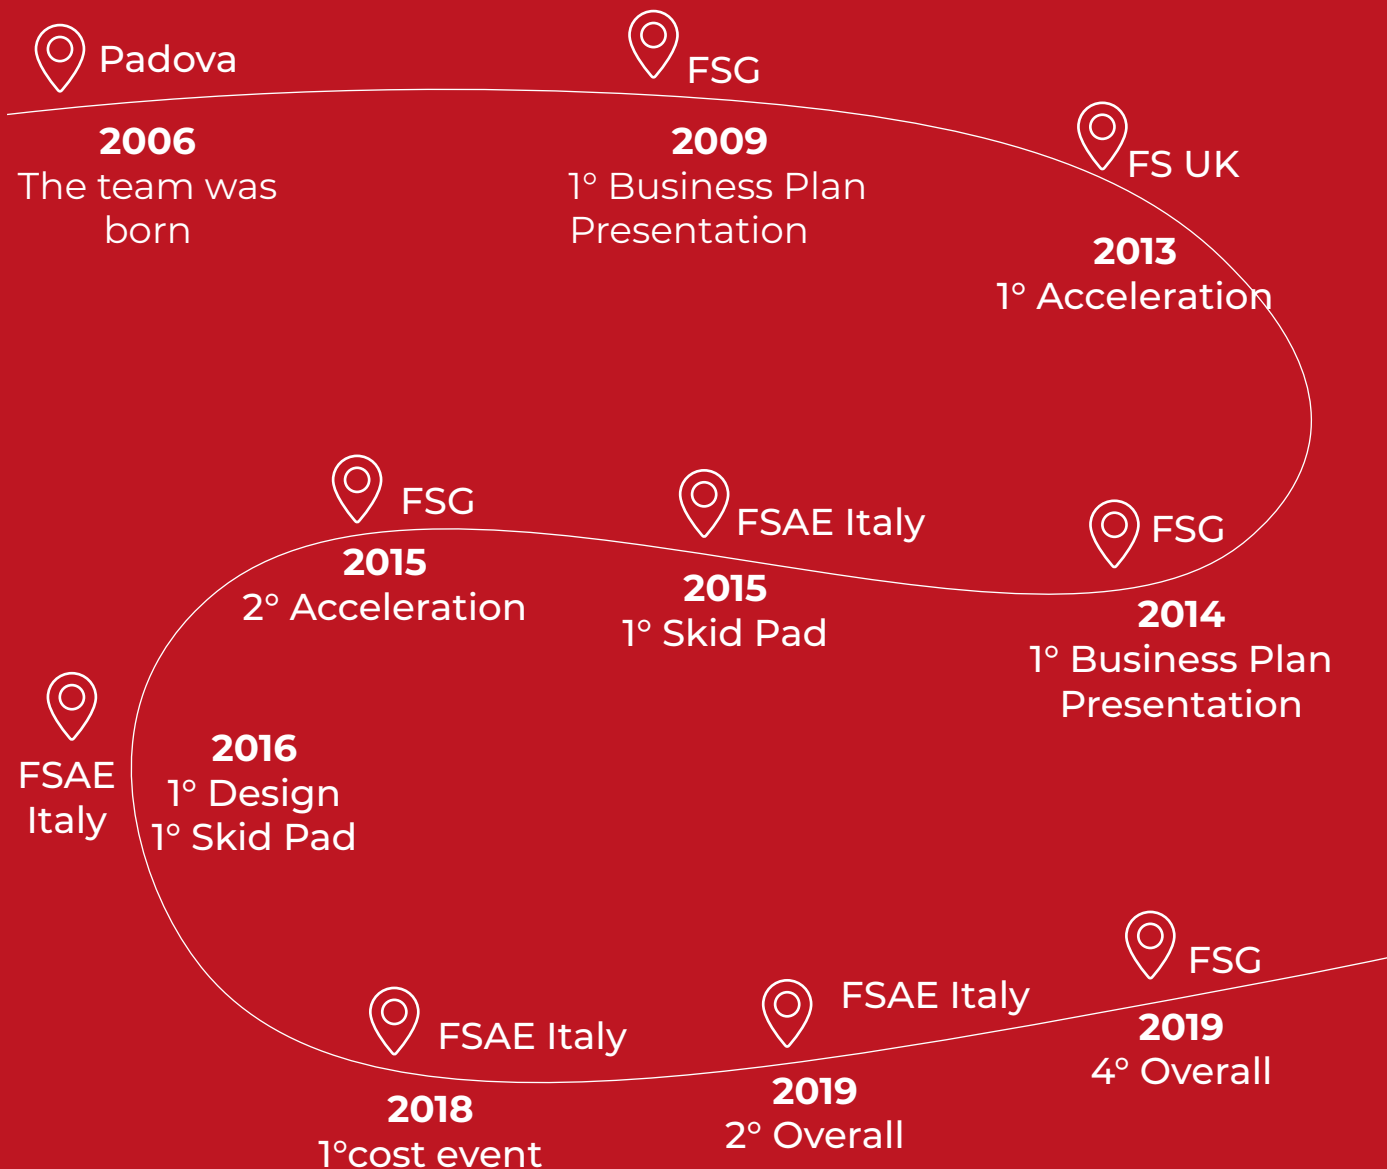 Padova
2006
The team was
born
FSG
2009
1° Business Plan
Presentation
FS UK
2013
1° Acceleration
FSG
2014
1° Business Plan
Presentation
FSAE Italy
2015
1° Skid Pad
FSG
2015
2° Acceleration
FSAE
Italy
2016
1° Design
1° Skid Pad
FSAE Italy
2018
1°cost event
FSAE Italy
2019
2° Overall
FSG
2019
4° Overall